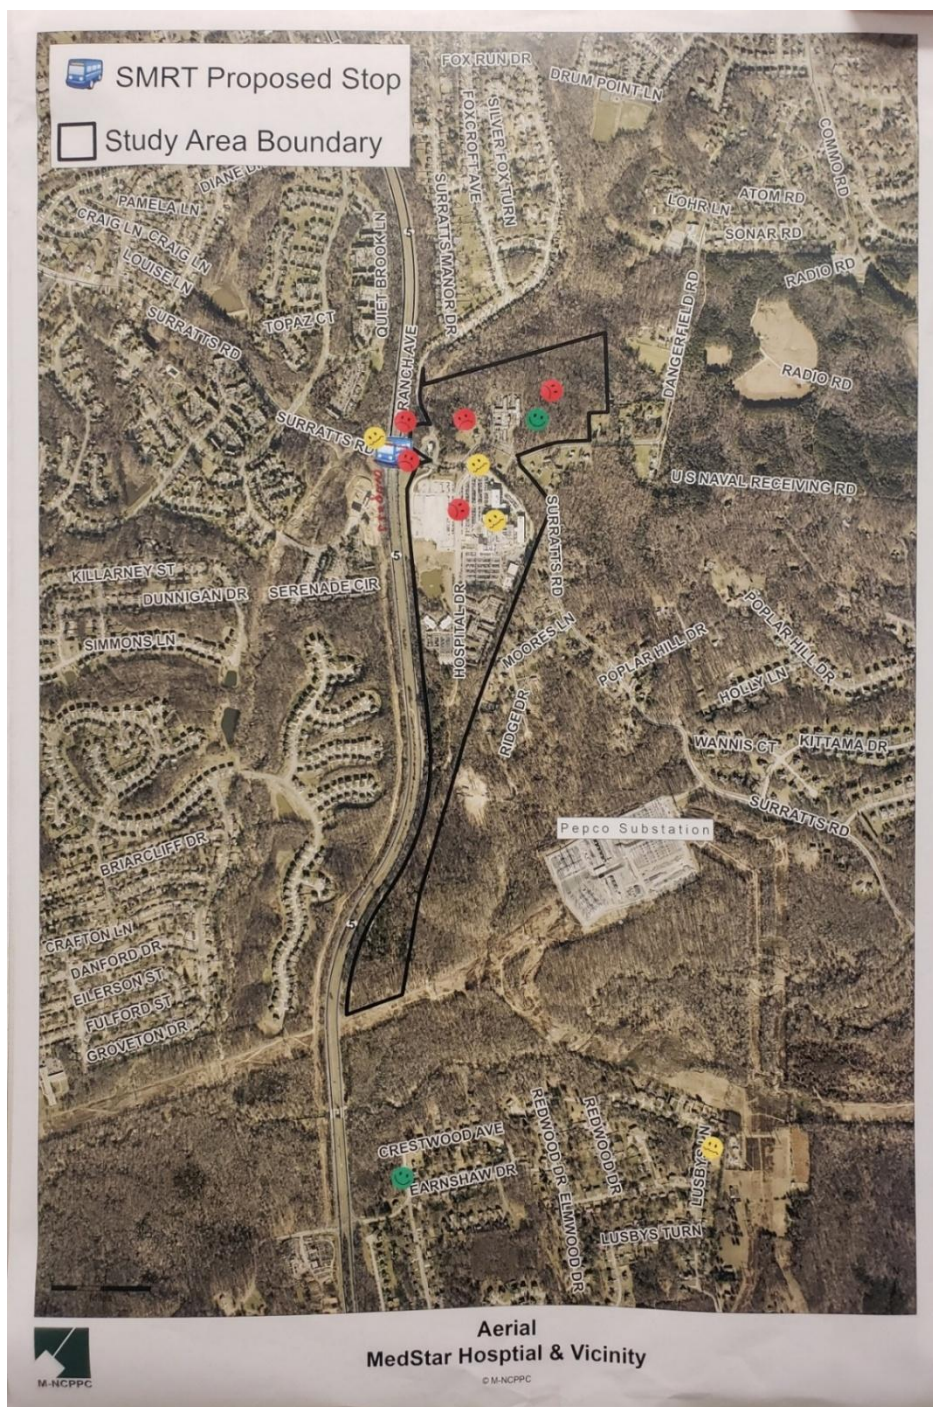 SMRT Proposed Stop
Study Area Boundary
FOX RUN DR
DRUM POINT LN
FOXCROFT AVE
SILVER FOX TURN
COMMO RD
DIANE
PAMELA LN
CRAIG LN
CRAIG LN
LOUISE LN
QUIET BROOK LN
5
SURRATTS MANOR DR
LOHR LN
ATOM RD
SONAR RD
RADIO RD
SURRATTS RD
TOPAZ CT
RANCH AVE
DANGERFIELD RD
RADIO RD
SURRATTS RD
U S NAVAL RECEIVING RD
SURRATTS RD
5
KILLARNEY ST
DUNNIGAN DR
SERENADE CIR
SIMMONS LN
HOSPITAL DR
MOORES LN
POPLAR HILL DR
POPLAR HILL DR
HOLLY LN
RIDGE DR
WANNIS CT
KITTAMA DR
SURRATTS RD
Pepco Substation
BRIARCLIFF DR
5
CRAFTON LN
DANFORD DR
EILERSON ST
FULFORD ST
GROVETON DR
CRESTWOOD AVE
EARNSHAW DR
REDWOOD DR
REDWOOD DR
ELMWOOD DR
LUSBYS LN
LUSBYS TURN
Aerial
MedStar Hosptial & Vicinity
© M-NCPPC
M-NCPPC